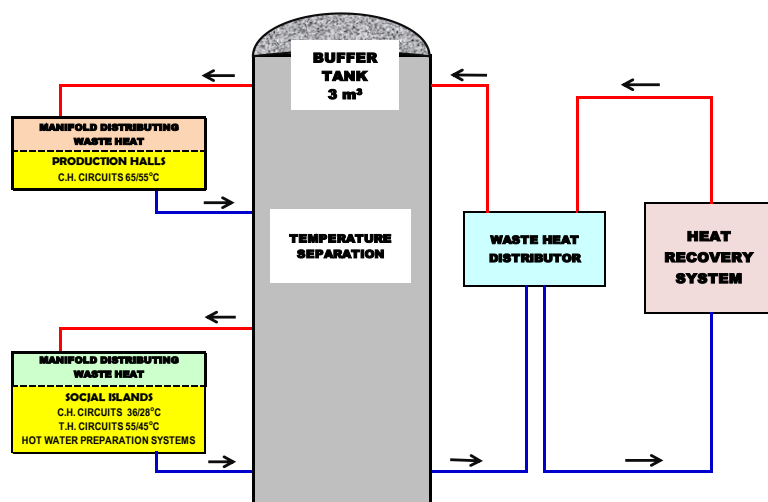 BUFFER
TANK
3 m³
MANIFOLD DISTRIBUTING
WASTE HEAT
PRODUCTION HALLS
C.H. CIRCUITS 65/55°C
TEMPERATURE
SEPARATION
WASTE HEAT
DISTRIBUTOR
HEAT
RECOVERY
SYSTEM
MANIFOLD DISTRIBUTING
WASTE HEAT
SOCJAL ISLANDS
C.H. CIRCUITS 36/28°C
T.H. CIRCUITS 55/45°C
HOT WATER PREPARATION SYSTEMS